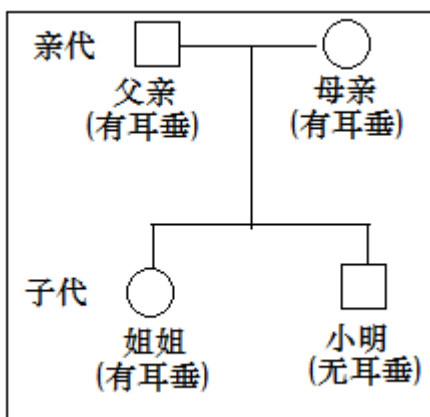 亲代
父亲 母亲
(有耳垂) (有耳垂)
子代
姐姐 小明
(有耳垂) (无耳垂)